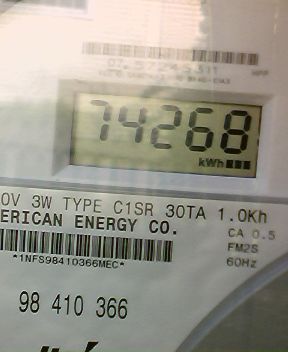 74268
kWh
0V 3W TYPE C1SR 30TA 1.0Kh
ERICAN ENERGY CO.
CA 0.5
FM2S
60Hz
*1NFS98410366MEC*
98 410 366